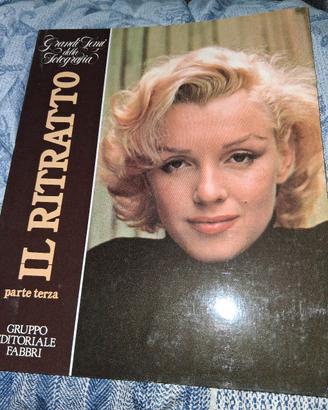 Grandi Temi
della
Fotografia
IL RITRATTO
parte terza
GRUPPO
EDITORIALE
FABBRI